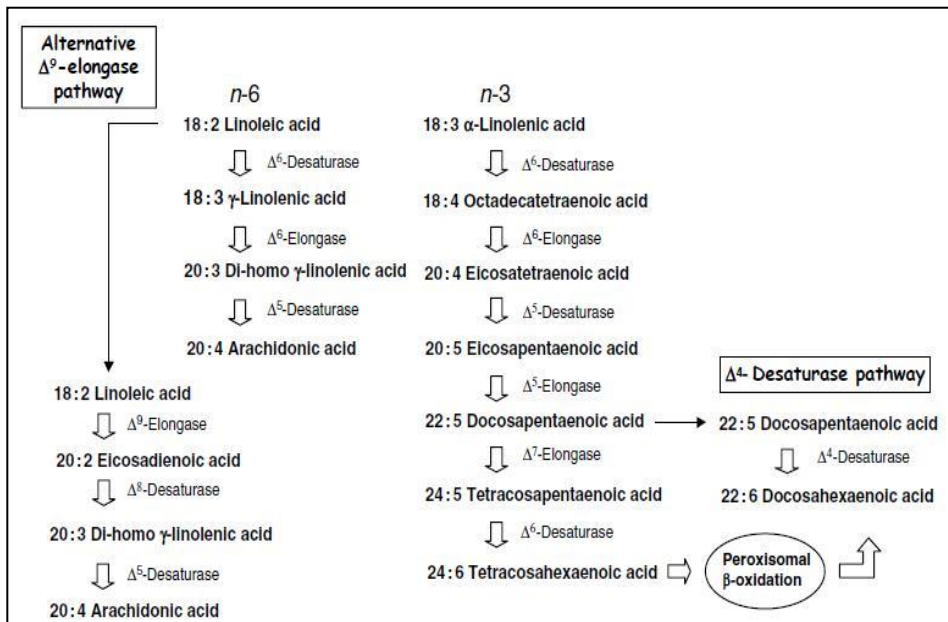 Alternative
Δ⁹-elongase
pathway
n-6
18:2 Linoleic acid
Δ⁶-Desaturase
18:3 γ-Linolenic acid
Δ⁶-Elongase
20:3 Di-homo γ-linolenic acid
Δ⁵-Desaturase
20:4 Arachidonic acid
18:2 Linoleic acid
Δ⁹-Elongase
20:2 Eicosadienoic acid
Δ⁸-Desaturase
20:3 Di-homo γ-linolenic acid
Δ⁵-Desaturase
20:4 Arachidonic acid
n-3
18:3 α-Linolenic acid
Δ⁶-Desaturase
18:4 Octadecatetraenoic acid
Δ⁶-Elongase
20:4 Eicosatetraenoic acid
Δ⁵-Desaturase
20:5 Eicosapentaenoic acid
Δ⁵-Elongase
22:5 Docosapentaenoic acid
Δ⁷-Elongase
24:5 Tetracosapentaenoic acid
Δ⁶-Desaturase
24:6 Tetracosahexaenoic acid
Peroxisomal
β-oxidation
Δ⁴- Desaturase pathway
22:5 Docosapentaenoic acid
Δ⁴-Desaturase
22:6 Docosahexaenoic acid